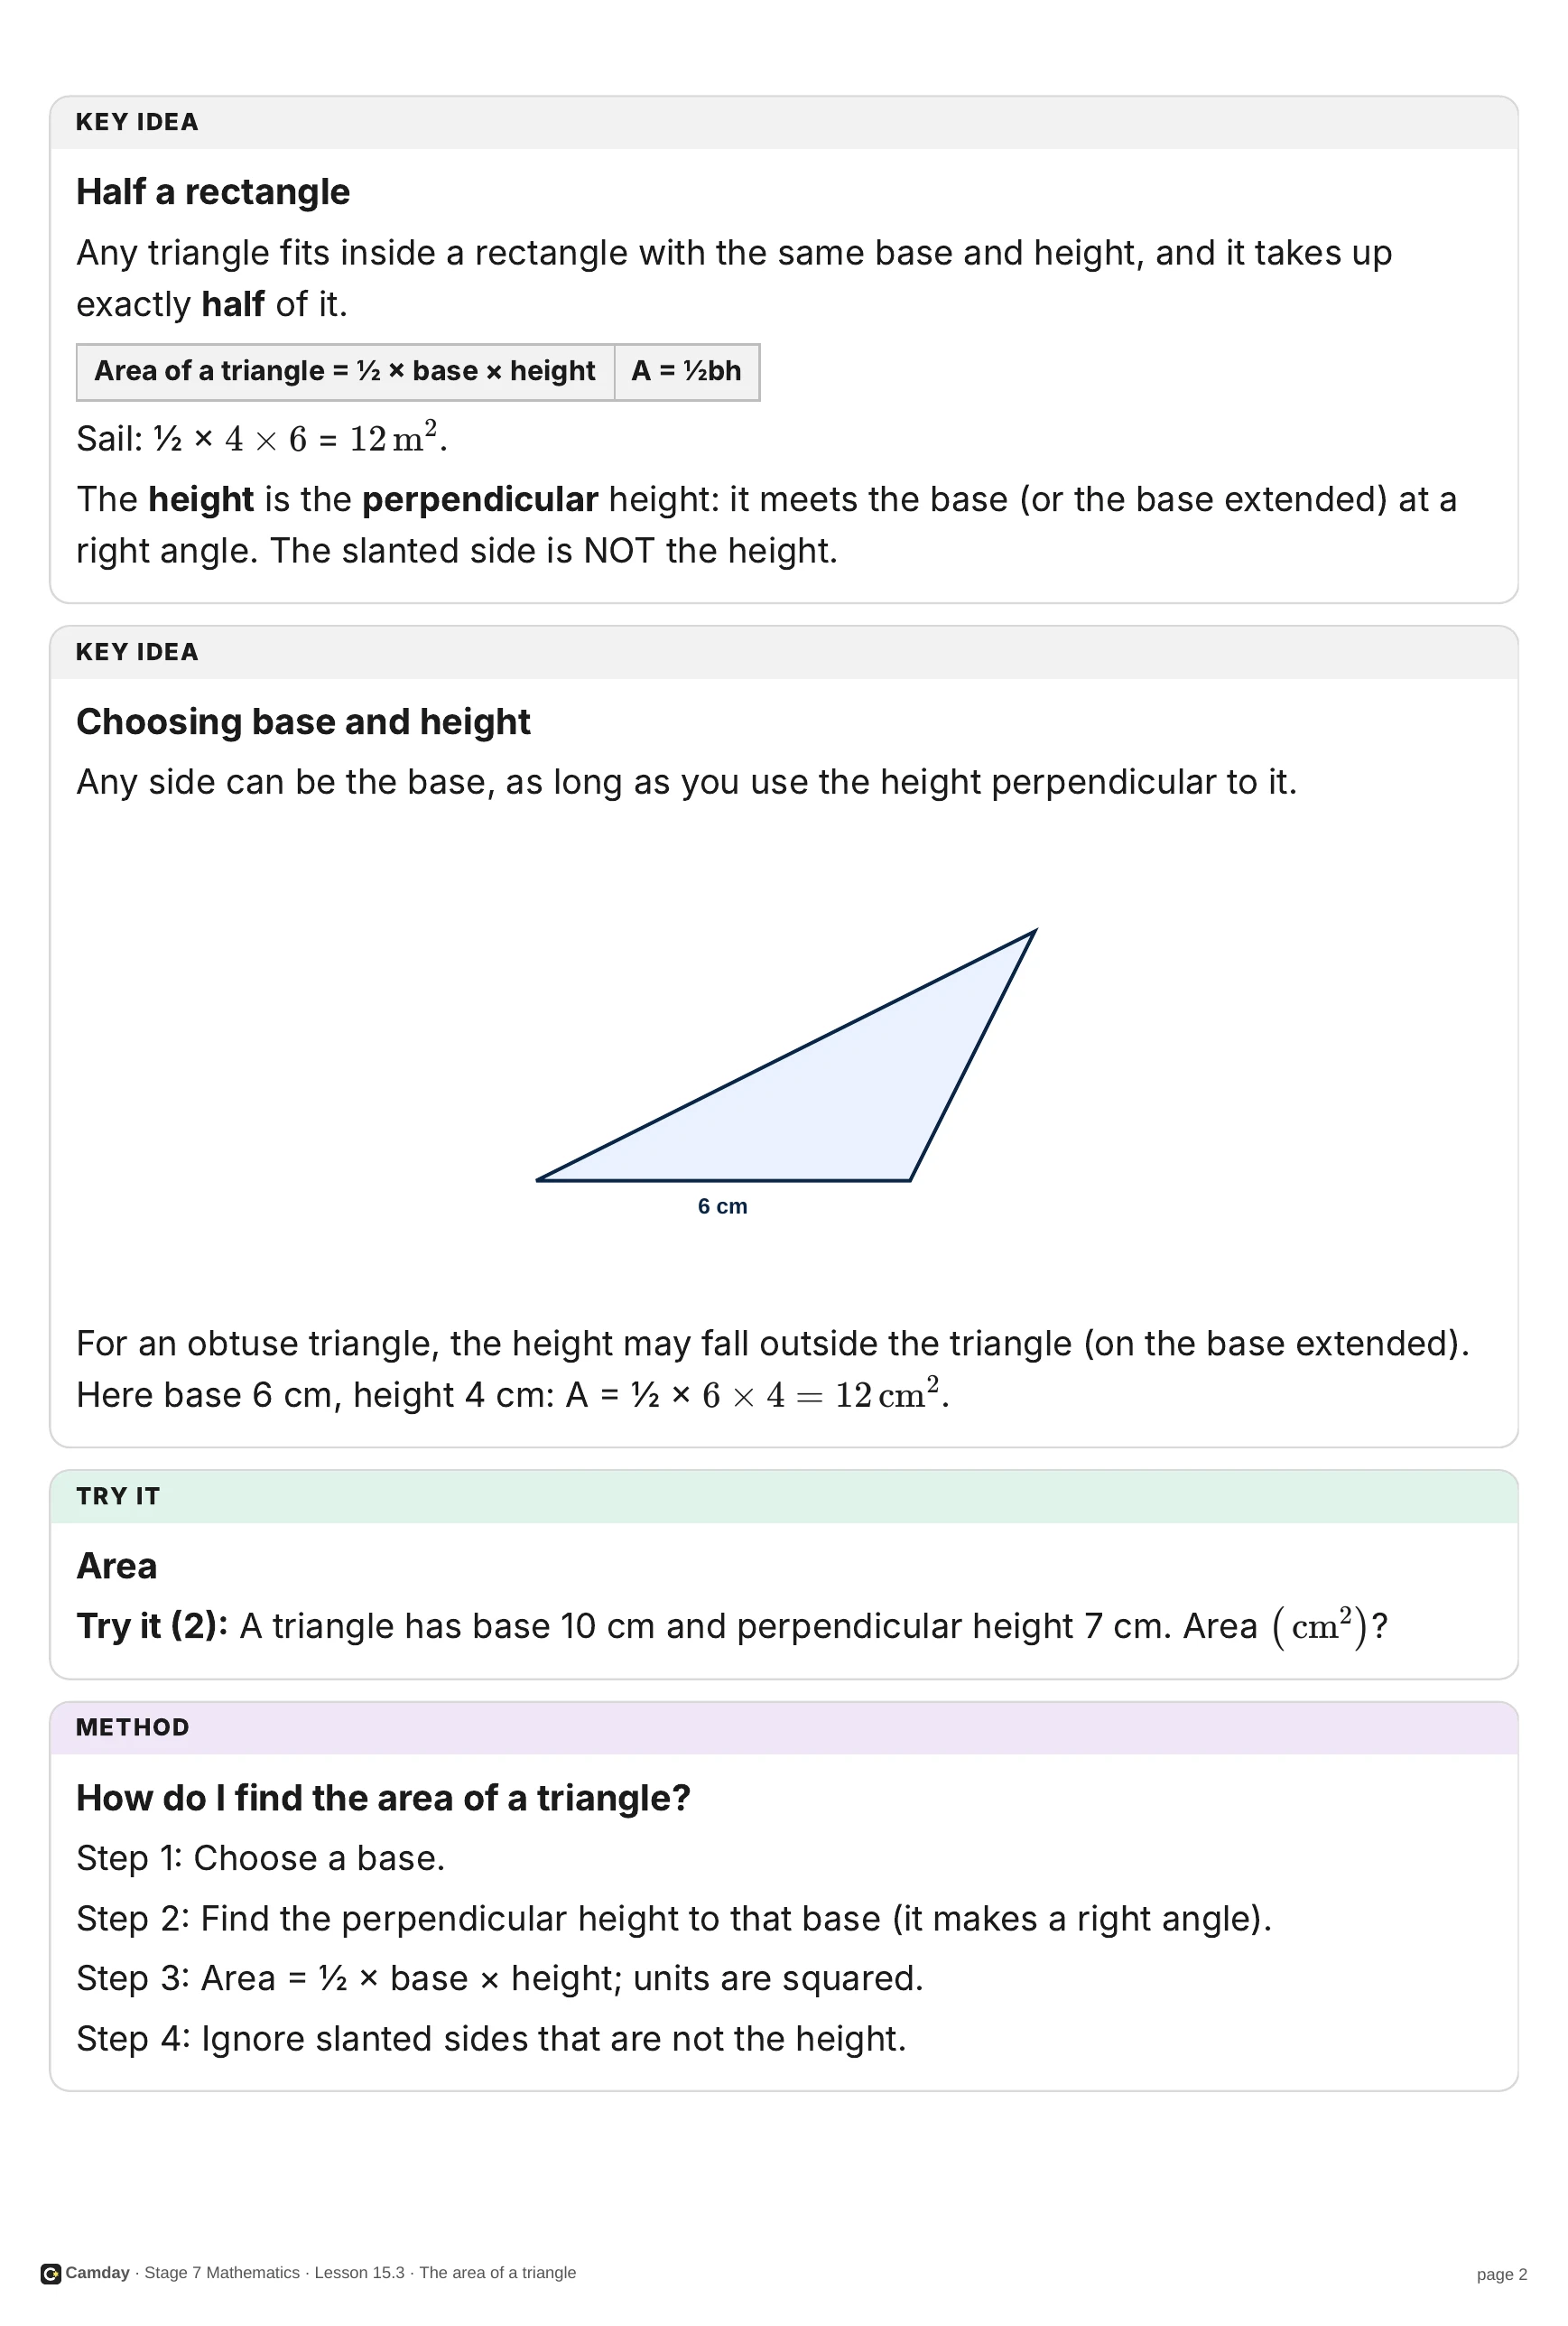 KEY IDEA
Half a rectangle
Any triangle fits inside a rectangle with the same base and height, and it takes up
exactly half of it.
Area of a triangle = ½ × base × height A = ½bh
Sail: ½ × 4 × 6 = 12 m².
The height is the perpendicular height: it meets the base (or the base extended) at a
right angle. The slanted side is NOT the height.
KEY IDEA
Choosing base and height
Any side can be the base, as long as you use the height perpendicular to it.
6 cm
For an obtuse triangle, the height may fall outside the triangle (on the base extended).
Here base 6 cm, height 4 cm: A = ½ × 6 × 4 = 12 cm².
TRY IT
Area
Try it (2): A triangle has base 10 cm and perpendicular height 7 cm. Area (cm²)?
METHOD
How do I find the area of a triangle?
Step 1: Choose a base.
Step 2: Find the perpendicular height to that base (it makes a right angle).
Step 3: Area = ½ × base × height; units are squared.
Step 4: Ignore slanted sides that are not the height.
Camday · Stage 7 Mathematics · Lesson 15.3 · The area of a triangle page 2